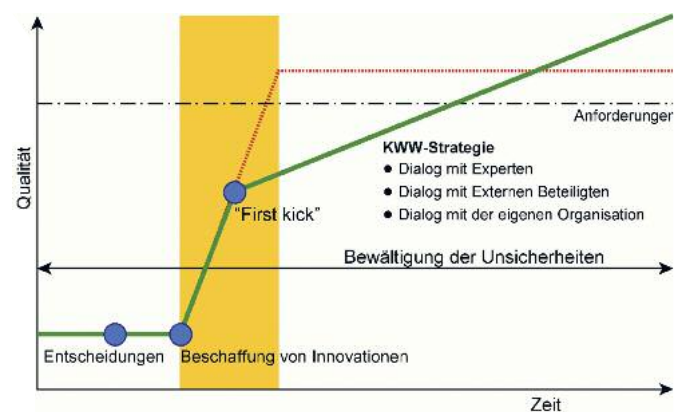 Qualität
Anforderungen
KWW-Strategie
● Dialog mit Experten
● Dialog mit Externen Beteiligten
● Dialog mit der eigenen Organisation
"First kick"
Bewältigung der Unsicherheiten
Entscheidungen
Beschaffung von Innovationen
Zeit